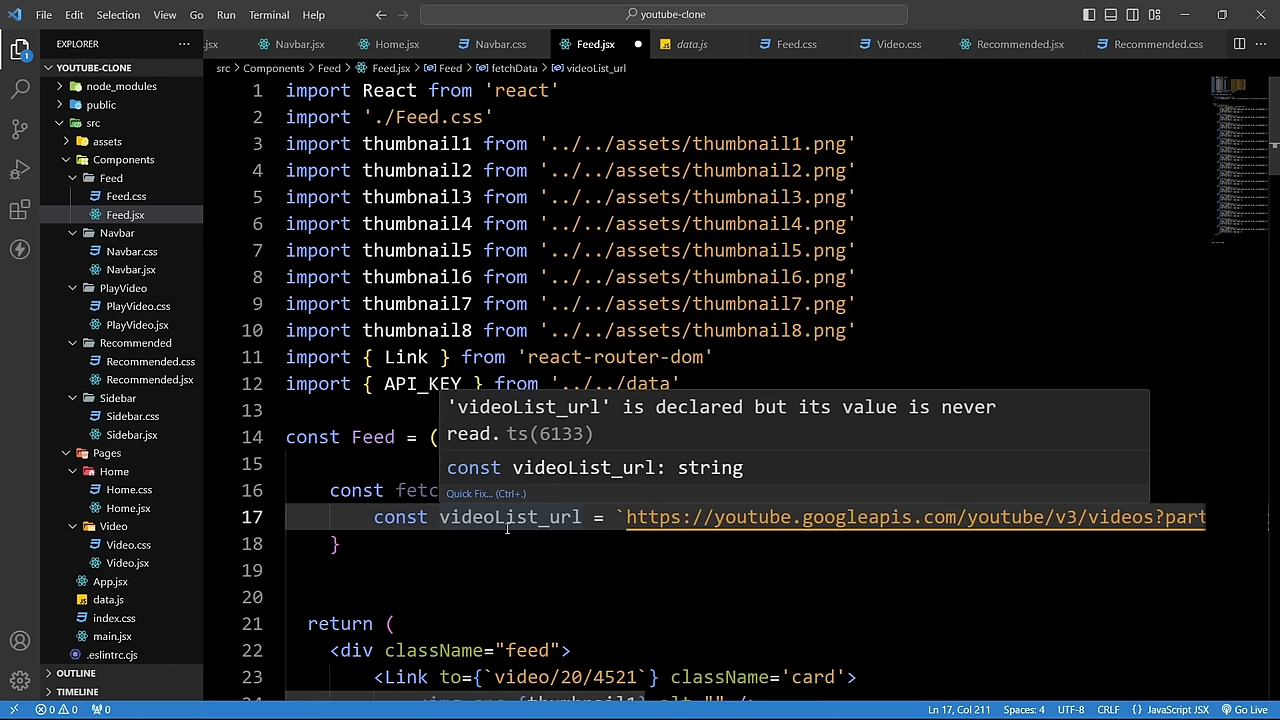 File Edit Selection View Go Run Terminal Help
youtube-clone
EXPLORER
.jsx Navbar.jsx Home.jsx Navbar.css Feed.jsx data.js Feed.css Video.css Recommended.jsx Recommended.css
YOUTUBE-CLONE
node_modules
public
src
assets
Components
Feed
Feed.css
Feed.jsx
Navbar
Navbar.css
Navbar.jsx
PlayVideo
PlayVideo.css
PlayVideo.jsx
Recommended
Recommended.css
Recommended.jsx
Sidebar
Sidebar.css
Sidebar.jsx
Pages
Home
Home.css
Home.jsx
Video
Video.css
Video.jsx
App.jsx
data.js
index.css
main.jsx
.eslintrc.cjs
OUTLINE
TIMELINE
src > Components > Feed > Feed.jsx > Feed > fetchData > videoList_url
1 import React from 'react'
2 import './Feed.css'
3 import thumbnail1 from '../../assets/thumbnail1.png'
4 import thumbnail2 from '../../assets/thumbnail2.png'
5 import thumbnail3 from '../../assets/thumbnail3.png'
6 import thumbnail4 from '../../assets/thumbnail4.png'
7 import thumbnail5 from '../../assets/thumbnail5.png'
8 import thumbnail6 from '../../assets/thumbnail6.png'
9 import thumbnail7 from '../../assets/thumbnail7.png'
10 import thumbnail8 from '../../assets/thumbnail8.png'
11 import { Link } from 'react-router-dom'
12 import { API_KEY } from '../../data'
13
'videoList_url' is declared but its value is never
read. ts(6133)
14 const Feed = (
15
const videoList_url: string
16 const fetc
Quick Fix... (Ctrl+.)
17 const videoList_url = `https://youtube.googleapis.com/youtube/v3/videos?part
18 }
19
20
21 return (
22 <div className="feed">
23 <Link to={`video/20/4521`} className='card'>
0 0 0 Ln 17, Col 211 Spaces: 4 UTF-8 CRLF {} JavaScript JSX Go Live